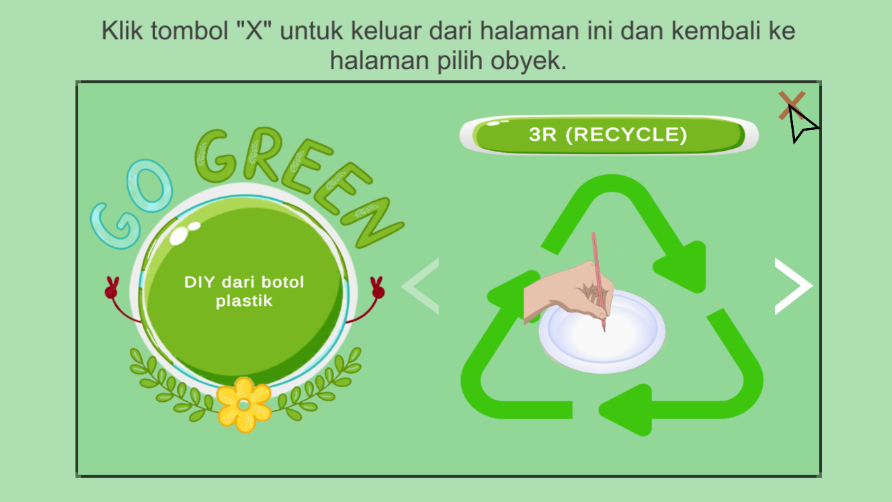 Klik tombol "X" untuk keluar dari halaman ini dan kembali ke
halaman pilih obyek.
GO GREEN
3R (RECYCLE)
DIY dari botol
plastik